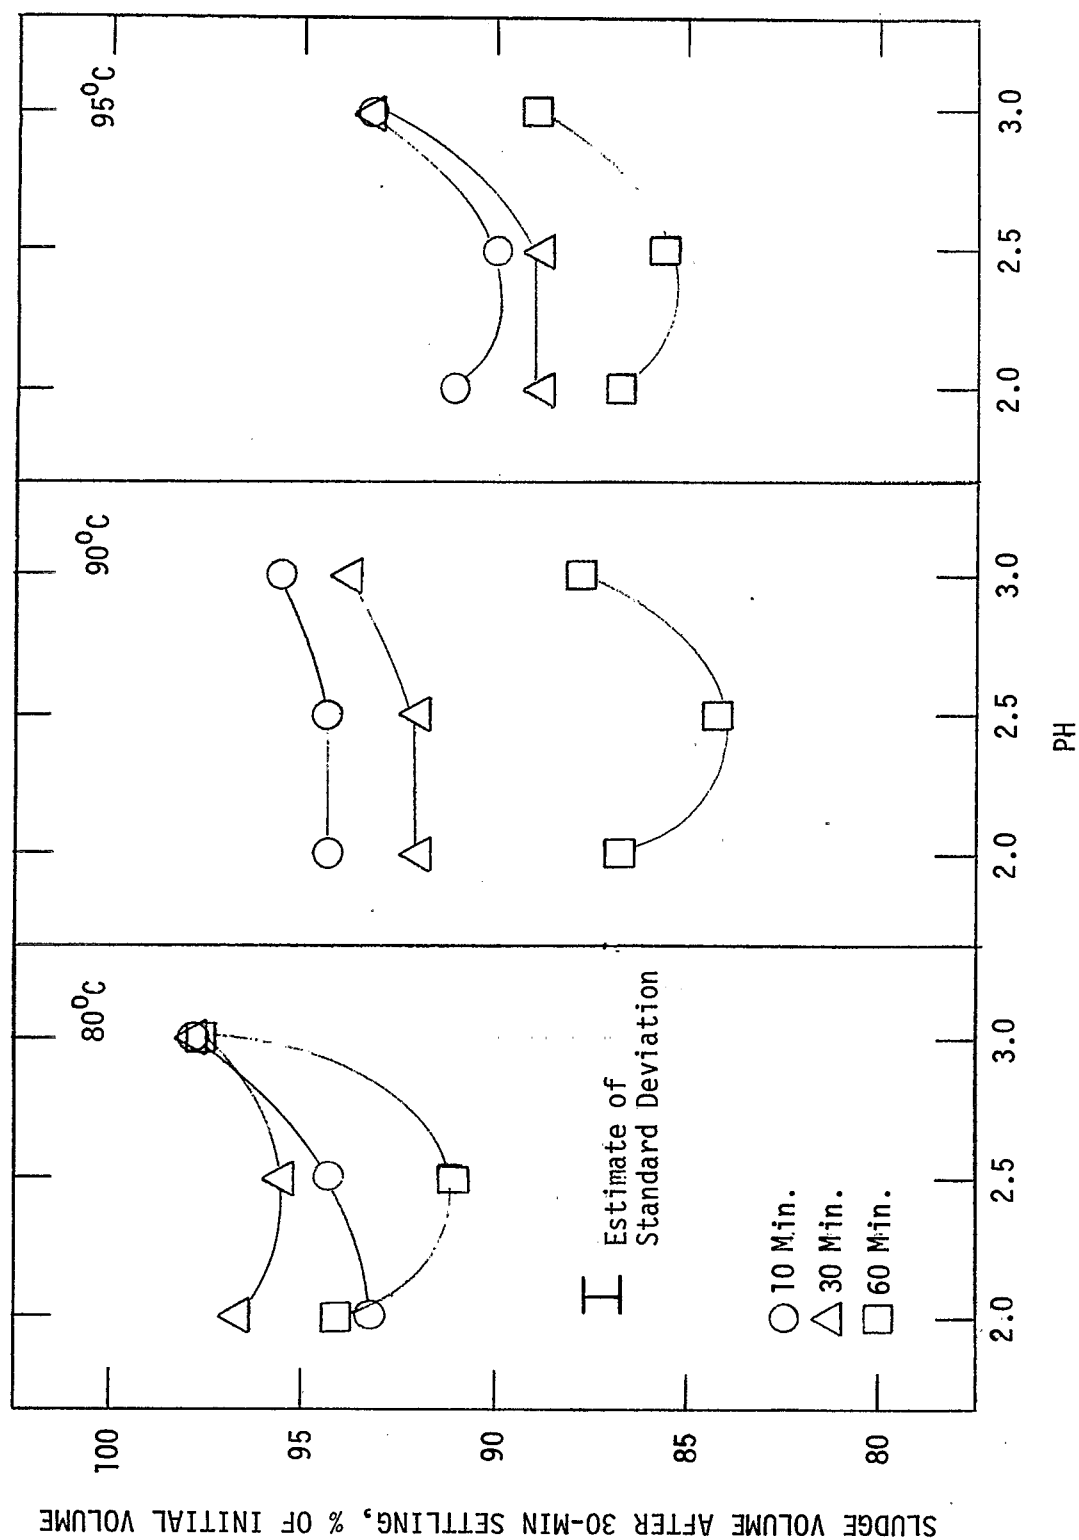 SLUDGE VOLUME AFTER 30-MIN SETTLING, % OF INITIAL VOLUME
100
95
90
85
80
80°C
90°C
95°C
Estimate of
Standard Deviation
10 Min.
30 Min.
60 Min.
2.0
2.5
3.0
2.0
2.5
3.0
2.0
2.5
3.0
PH